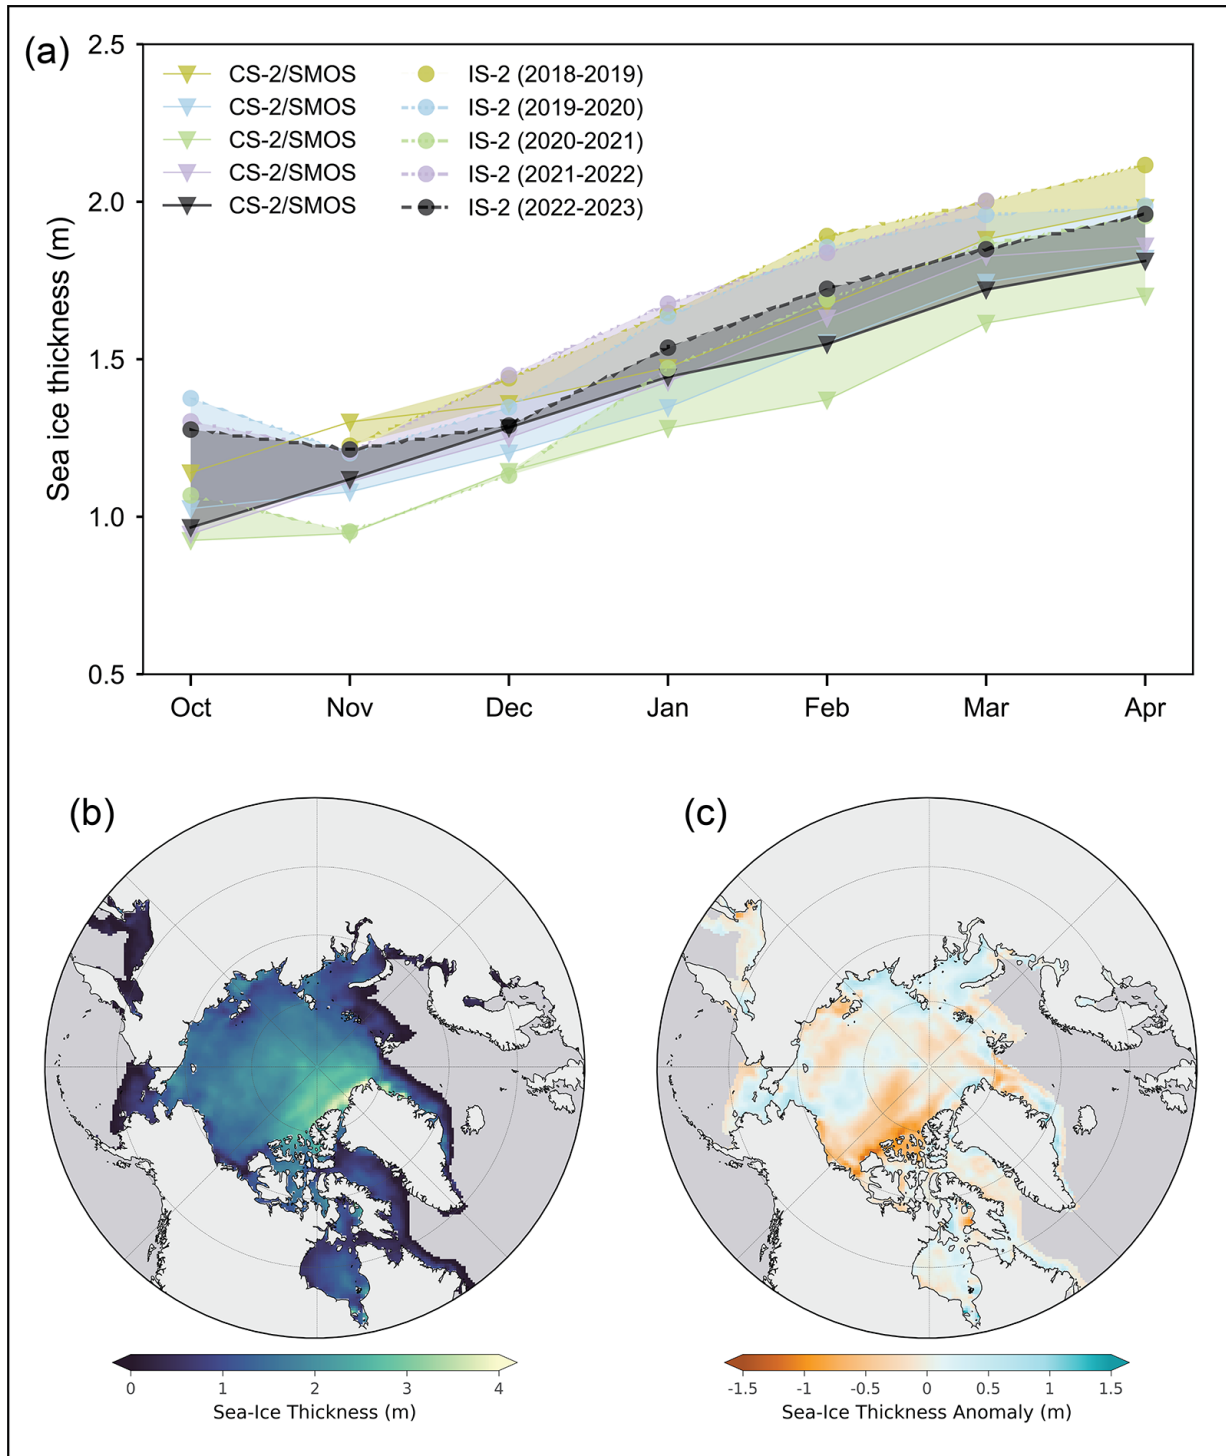 (a)
2.5
2.0
1.5
1.0
0.5
Sea ice thickness (m)
CS-2/SMOS IS-2 (2018-2019)
CS-2/SMOS IS-2 (2019-2020)
CS-2/SMOS IS-2 (2020-2021)
CS-2/SMOS IS-2 (2021-2022)
CS-2/SMOS IS-2 (2022-2023)
Oct Nov Dec Jan Feb Mar Apr
(b)
0 1 2 3 4
Sea-Ice Thickness (m)
(c)
-1.5 -1 -0.5 0 0.5 1 1.5
Sea-Ice Thickness Anomaly (m)